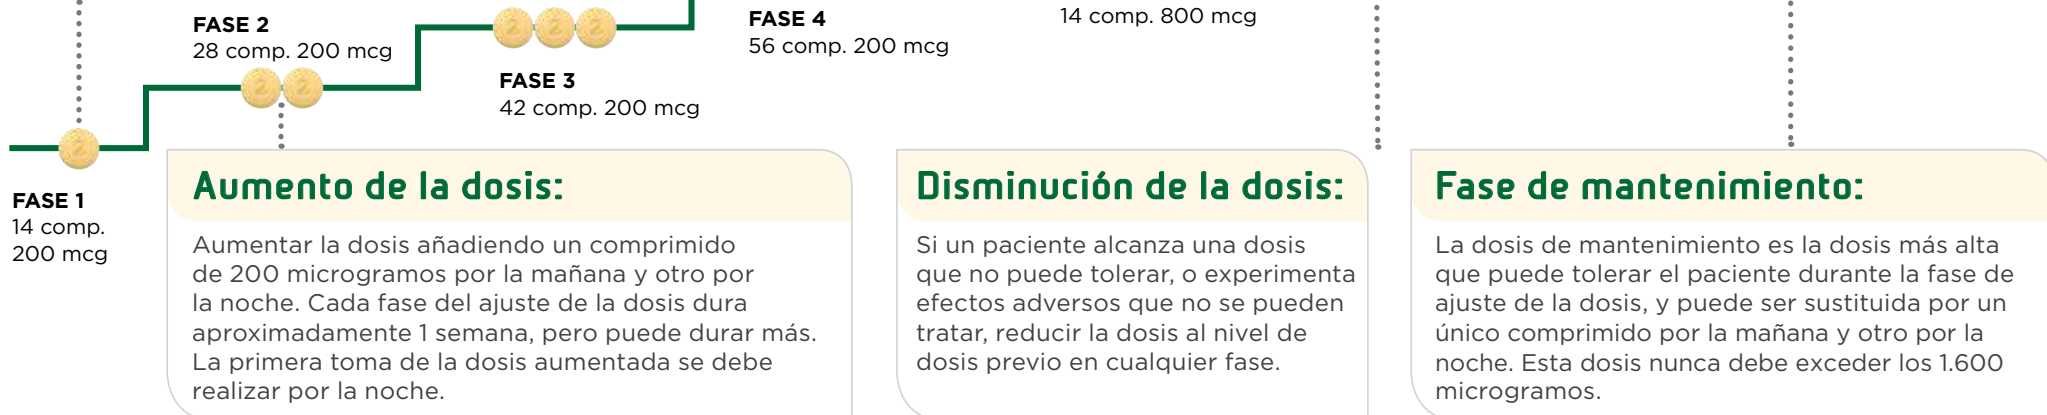 FASE 2
28 comp. 200 mcg
FASE 4
56 comp. 200 mcg
14 comp. 800 mcg
FASE 3
42 comp. 200 mcg
FASE 1
14 comp.
200 mcg
Aumento de la dosis:
Aumentar la dosis añadiendo un comprimido
de 200 microgramos por la mañana y otro por
la noche. Cada fase del ajuste de la dosis dura
aproximadamente 1 semana, pero puede durar más.
La primera toma de la dosis aumentada se debe
realizar por la noche.
Disminución de la dosis:
Si un paciente alcanza una dosis
que no puede tolerar, o experimenta
efectos adversos que no se pueden
tratar, reducir la dosis al nivel de
dosis previo en cualquier fase.
Fase de mantenimiento:
La dosis de mantenimiento es la dosis más alta
que puede tolerar el paciente durante la fase de
ajuste de la dosis, y puede ser sustituida por un
único comprimido por la mañana y otro por la
noche. Esta dosis nunca debe exceder los 1.600
microgramos.
2
2
2
2
2
2